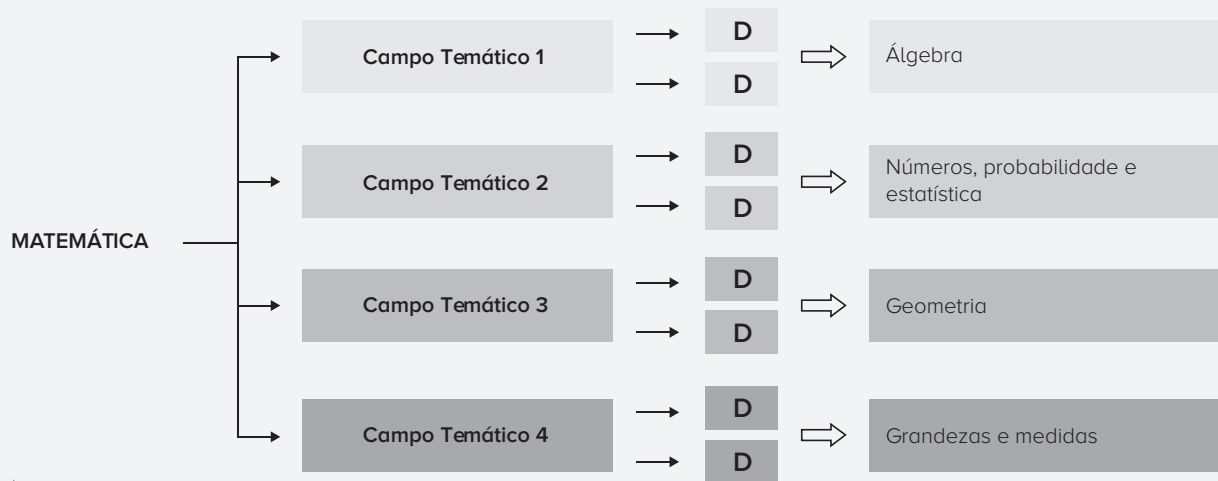 MATEMÁTICA
Campo Temático 1
D
D
Álgebra
Campo Temático 2
D
D
Números, probabilidade e
estatística
Campo Temático 3
D
D
Geometria
Campo Temático 4
D
D
Grandezas e medidas